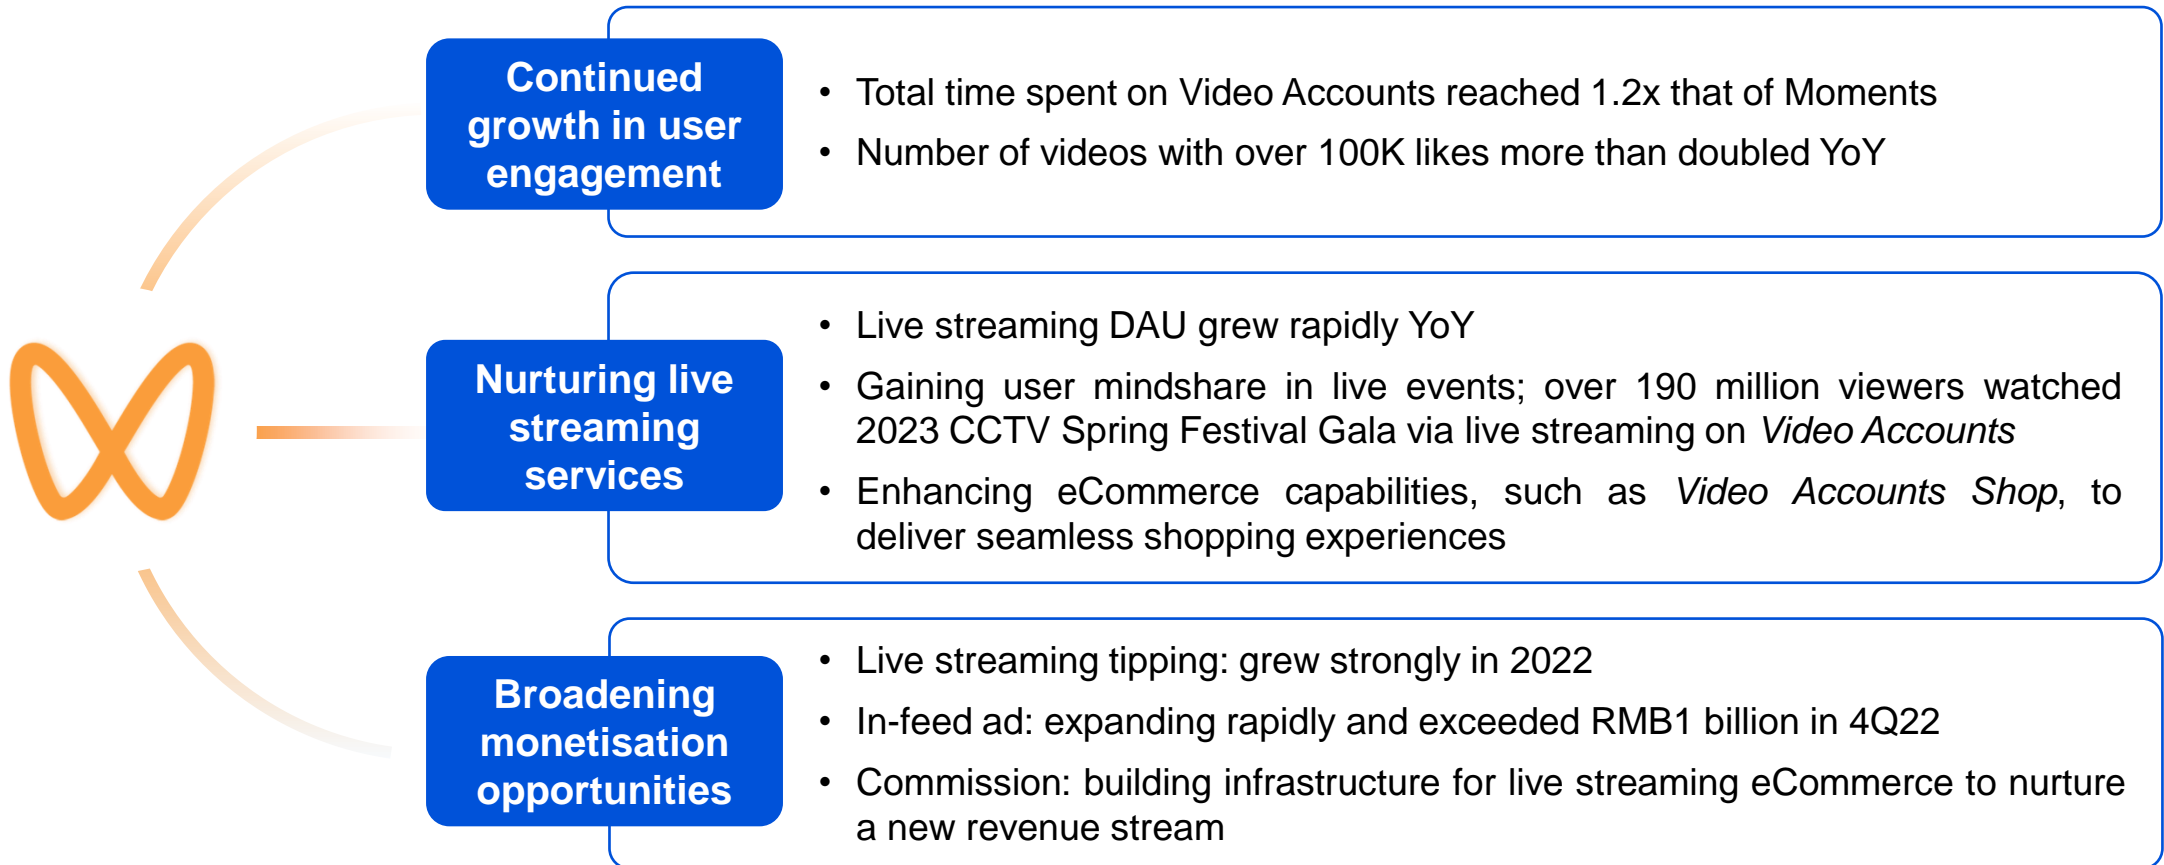 Continued
growth in user
engagement
• Total time spent on Video Accounts reached 1.2x that of Moments
• Number of videos with over 100K likes more than doubled YoY
Nurturing live
streaming
services
• Live streaming DAU grew rapidly YoY
• Gaining user mindshare in live events; over 190 million viewers watched
2023 CCTV Spring Festival Gala via live streaming on Video Accounts
• Enhancing eCommerce capabilities, such as Video Accounts Shop, to
deliver seamless shopping experiences
Broadening
monetisation
opportunities
• Live streaming tipping: grew strongly in 2022
• In-feed ad: expanding rapidly and exceeded RMB1 billion in 4Q22
• Commission: building infrastructure for live streaming eCommerce to nurture
a new revenue stream